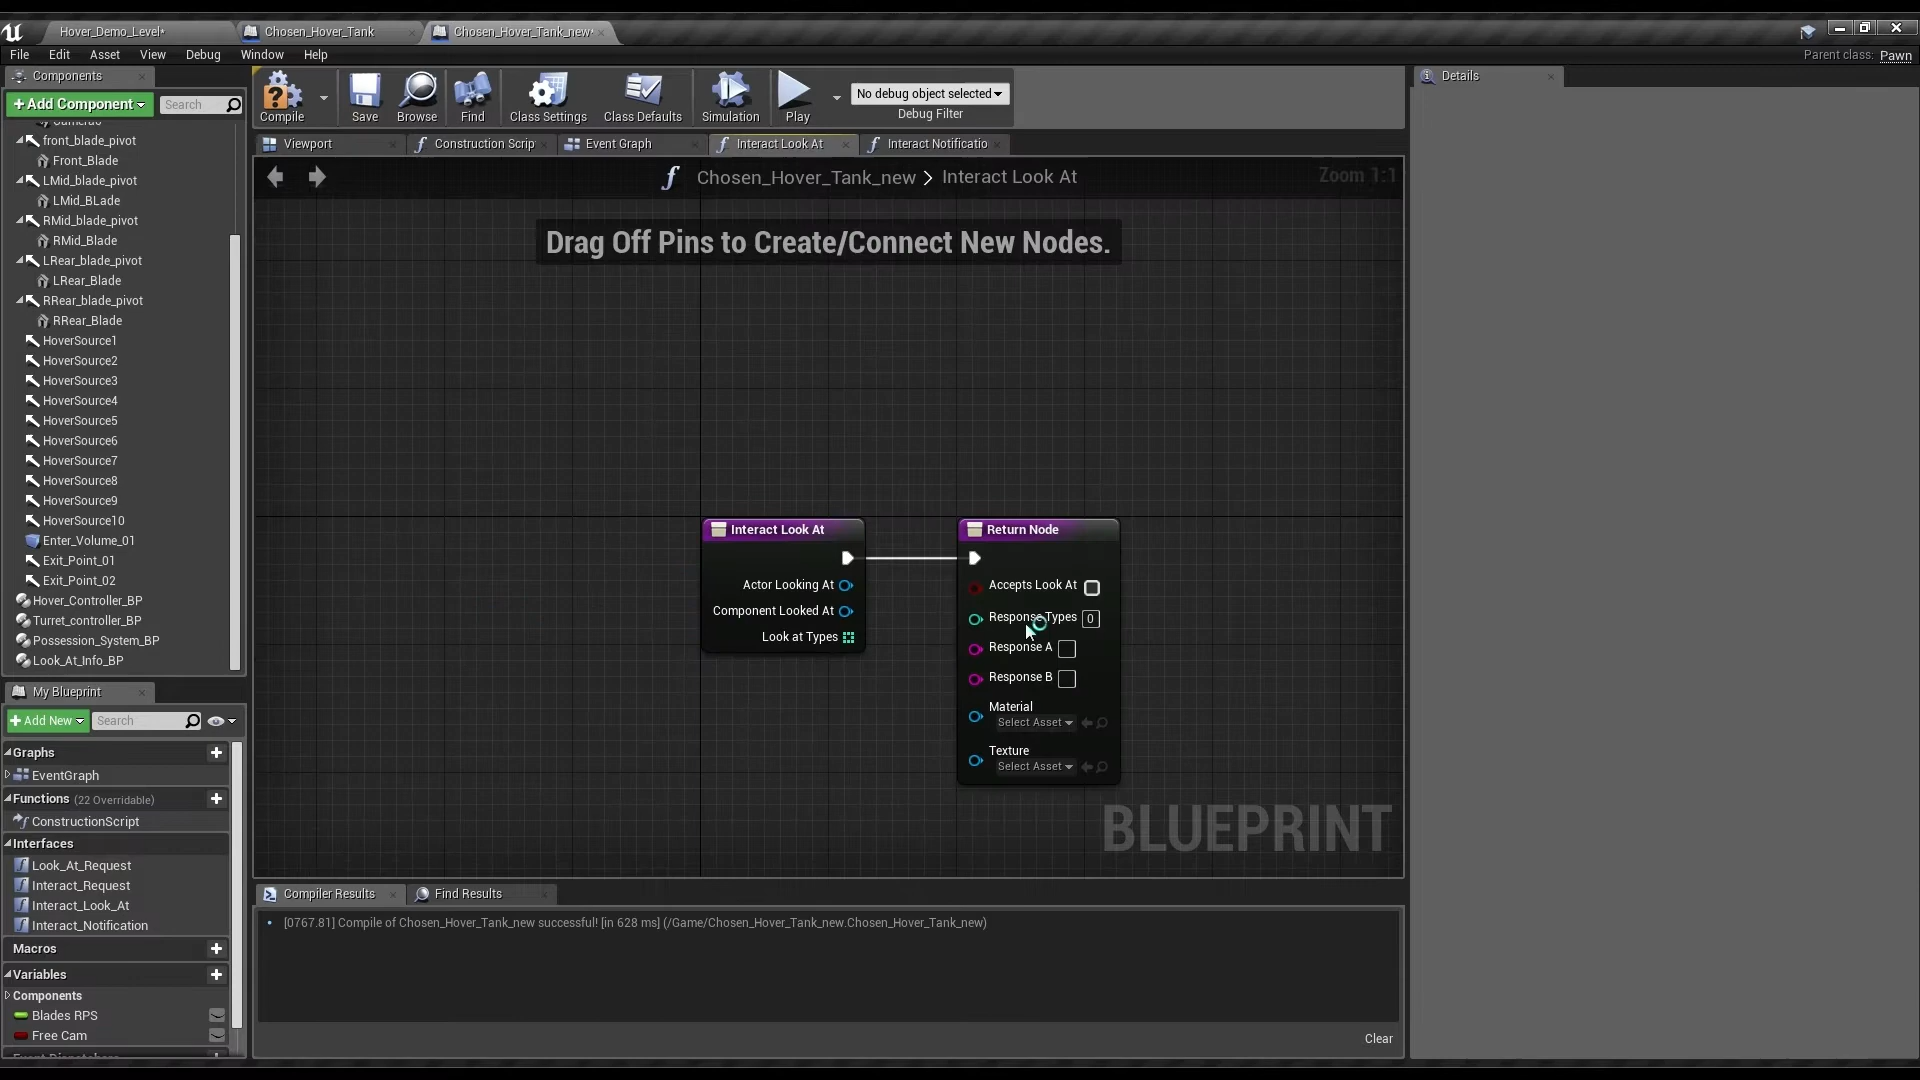 Hover_Demo_Level*
Chosen_Hover_Tank
Chosen_Hover_Tank_new*
File Edit Asset View Debug Window Help
Parent class: Pawn
Components
+Add Component
Search
Compile
Save
Browse
Find
Class Settings
Class Defaults
Simulation
Play
No debug object selected
Debug Filter
Details
front_blade_pivot
Front_Blade
LMid_blade_pivot
LMid_BLade
RMid_blade_pivot
RMid_Blade
LRear_blade_pivot
LRear_Blade
RRear_blade_pivot
RRear_Blade
HoverSource1
HoverSource2
HoverSource3
HoverSource4
HoverSource5
HoverSource6
HoverSource7
HoverSource8
HoverSource9
HoverSource10
Enter_Volume_01
Exit_Point_01
Exit_Point_02
Hover_Controller_BP
Turret_controller_BP
Possession_System_BP
Look_At_Info_BP
Viewport
Construction Scrip
Event Graph
Interact Look At
Interact Notificatio
Chosen_Hover_Tank_new > Interact Look At
Zoom 1:1
Drag Off Pins to Create/Connect New Nodes.
Interact Look At
Actor Looking At
Component Looked At
Look at Types
Return Node
Accepts Look At
Response Types 0
Response A
Response B
Material
Select Asset
Texture
Select Asset
BLUEPRINT
My Blueprint
+Add New
Search
Graphs
EventGraph
Functions (22 Overridable)
ConstructionScript
Interfaces
Look_At_Request
Interact_Request
Interact_Look_At
Interact_Notification
Macros
Variables
Components
Blades RPS
Free Cam
Compiler Results
Find Results
[0767.81] Compile of Chosen_Hover_Tank_new successful! [in 628 ms] (/Game/Chosen_Hover_Tank_new.Chosen_Hover_Tank_new)
Clear